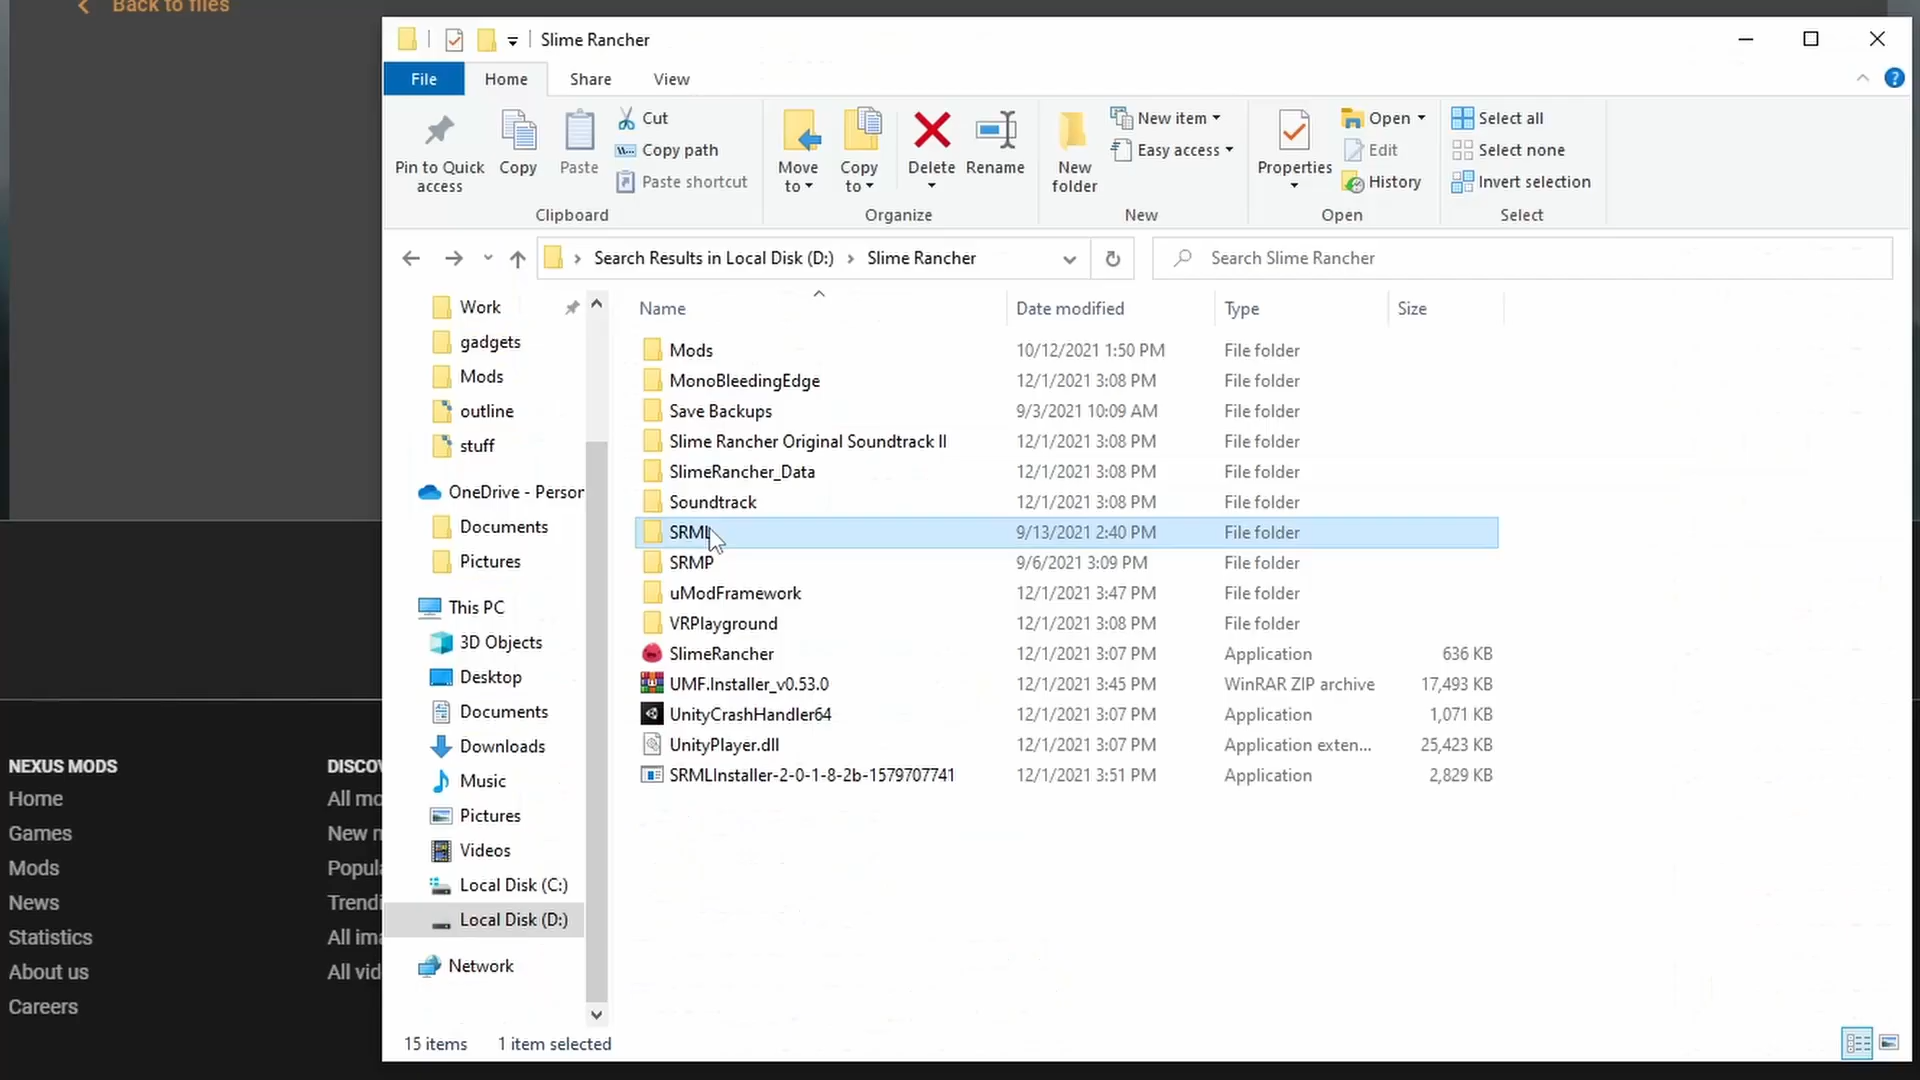 Back to files
Slime Rancher
File Home Share View
Pin to Quick access
Copy
Paste
Cut
Copy path
Paste shortcut
Clipboard
Move to
Copy to
Delete
Rename
Organize
New folder
New item
Easy access
New
Properties
Open
Edit
History
Open
Select all
Select none
Invert selection
Select
Search Results in Local Disk (D:) Slime Rancher
Search Slime Rancher
Work
gadgets
Mods
outline
stuff
OneDrive - Person
Documents
Pictures
This PC
3D Objects
Desktop
Documents
Downloads
Music
Pictures
Videos
Local Disk (C:)
Local Disk (D:)
Network
Name Date modified Type Size
Mods 10/12/2021 1:50 PM File folder
MonoBleedingEdge 12/1/2021 3:08 PM File folder
Save Backups 9/3/2021 10:09 AM File folder
Slime Rancher Original Soundtrack II 12/1/2021 3:08 PM File folder
SlimeRancher_Data 12/1/2021 3:08 PM File folder
Soundtrack 12/1/2021 3:08 PM File folder
SRML 9/13/2021 2:40 PM File folder
SRMP 9/6/2021 3:09 PM File folder
uModFramework 12/1/2021 3:47 PM File folder
VRPlayground 12/1/2021 3:08 PM File folder
SlimeRancher 12/1/2021 3:07 PM Application 636 KB
UMF.Installer_v0.53.0 12/1/2021 3:45 PM WinRAR ZIP archive 17,493 KB
UnityCrashHandler64 12/1/2021 3:07 PM Application 1,071 KB
UnityPlayer.dll 12/1/2021 3:07 PM Application exten... 25,423 KB
SRMLInstaller-2-0-1-8-2b-1579707741 12/1/2021 3:51 PM Application 2,829 KB
15 items 1 item selected
NEXUS MODS
Home
Games
Mods
News
Statistics
About us
Careers
DISCOV
All mo
New m
Popula
Trendi
All ima
All vid